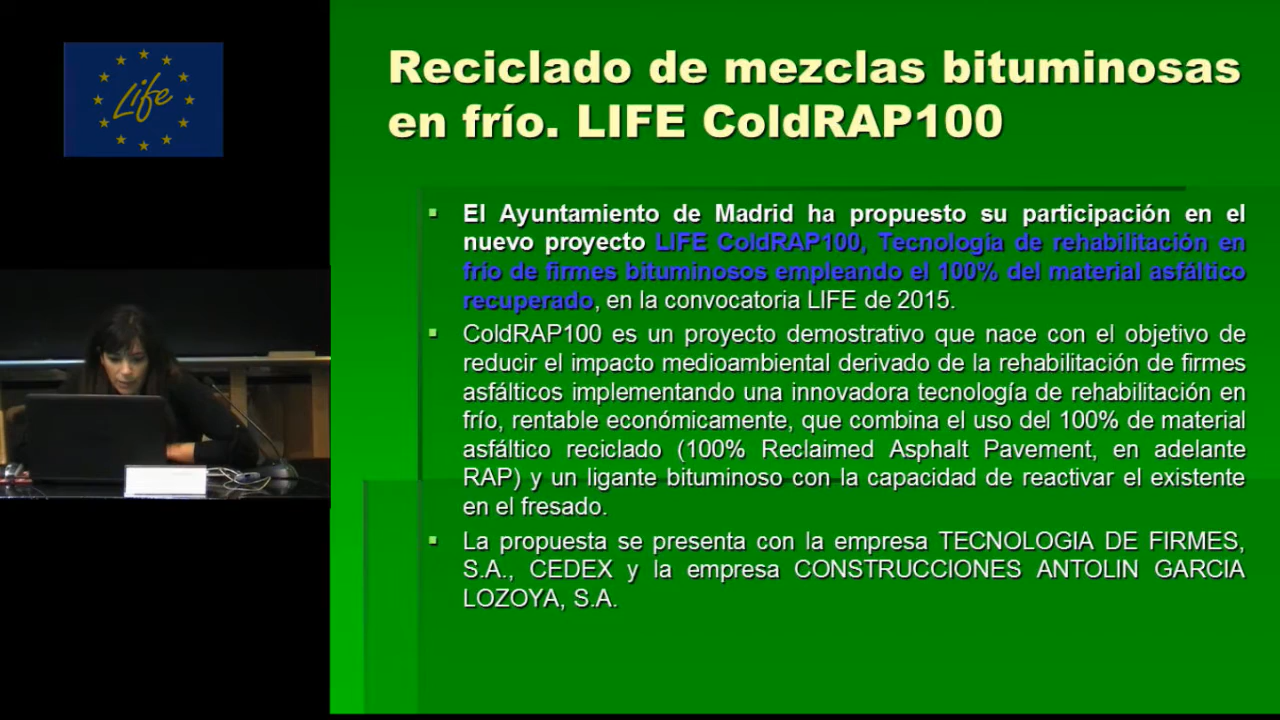 Life
Reciclado de mezclas bituminosas
en frío. LIFE ColdRAP100
El Ayuntamiento de Madrid ha propuesto su participación en el
nuevo proyecto LIFE ColdRAP100, Tecnología de rehabilitación en
frío de firmes bituminosos empleando el 100% del material asfáltico
recuperado, en la convocatoria LIFE de 2015.
ColdRAP100 es un proyecto demostrativo que nace con el objetivo de
reducir el impacto medioambiental derivado de la rehabilitación de firmes
asfálticos implementando una innovadora tecnología de rehabilitación en
frío, rentable económicamente, que combina el uso del 100% de material
asfáltico reciclado (100% Reclaimed Asphalt Pavement, en adelante
RAP) y un ligante bituminoso con la capacidad de reactivar el existente
en el fresado.
La propuesta se presenta con la empresa TECNOLOGIA DE FIRMES,
S.A., CEDEX y la empresa CONSTRUCCIONES ANTOLIN GARCIA
LOZOYA, S.A.